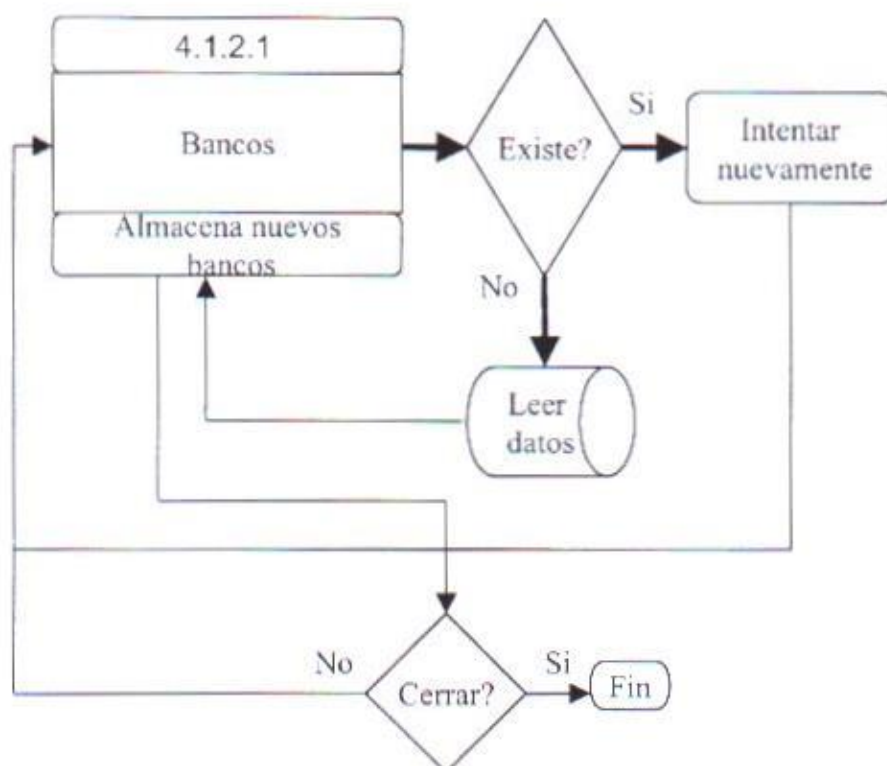 4.1.2.1
Bancos
Almacena nuevos
bancos
Existe?
Si
Intentar
nuevamente
No
Leer
datos
No
Cerrar?
Si
Fin